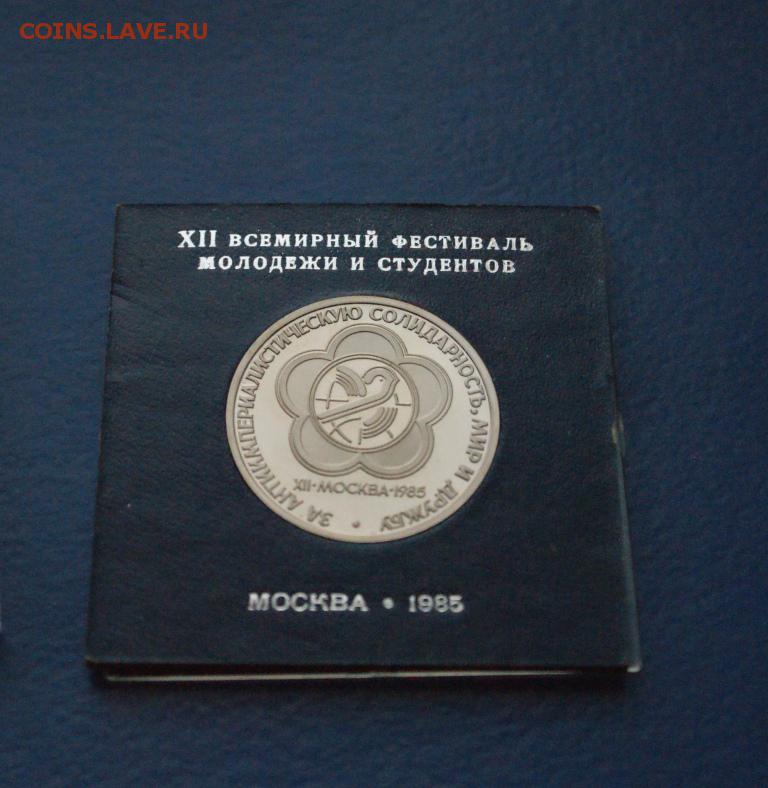 COINS.LAVE.RU
XII ВСЕМИРНЫЙ ФЕСТИВАЛЬ
МОЛОДЕЖИ И СТУДЕНТОВ
ЗА АНТИИМПЕРИАЛИСТИЧЕСКУЮ СОЛИДАРНОСТЬ, МИР И ДРУЖБУ •
XII•МОСКВА•1985
МОСКВА • 1985